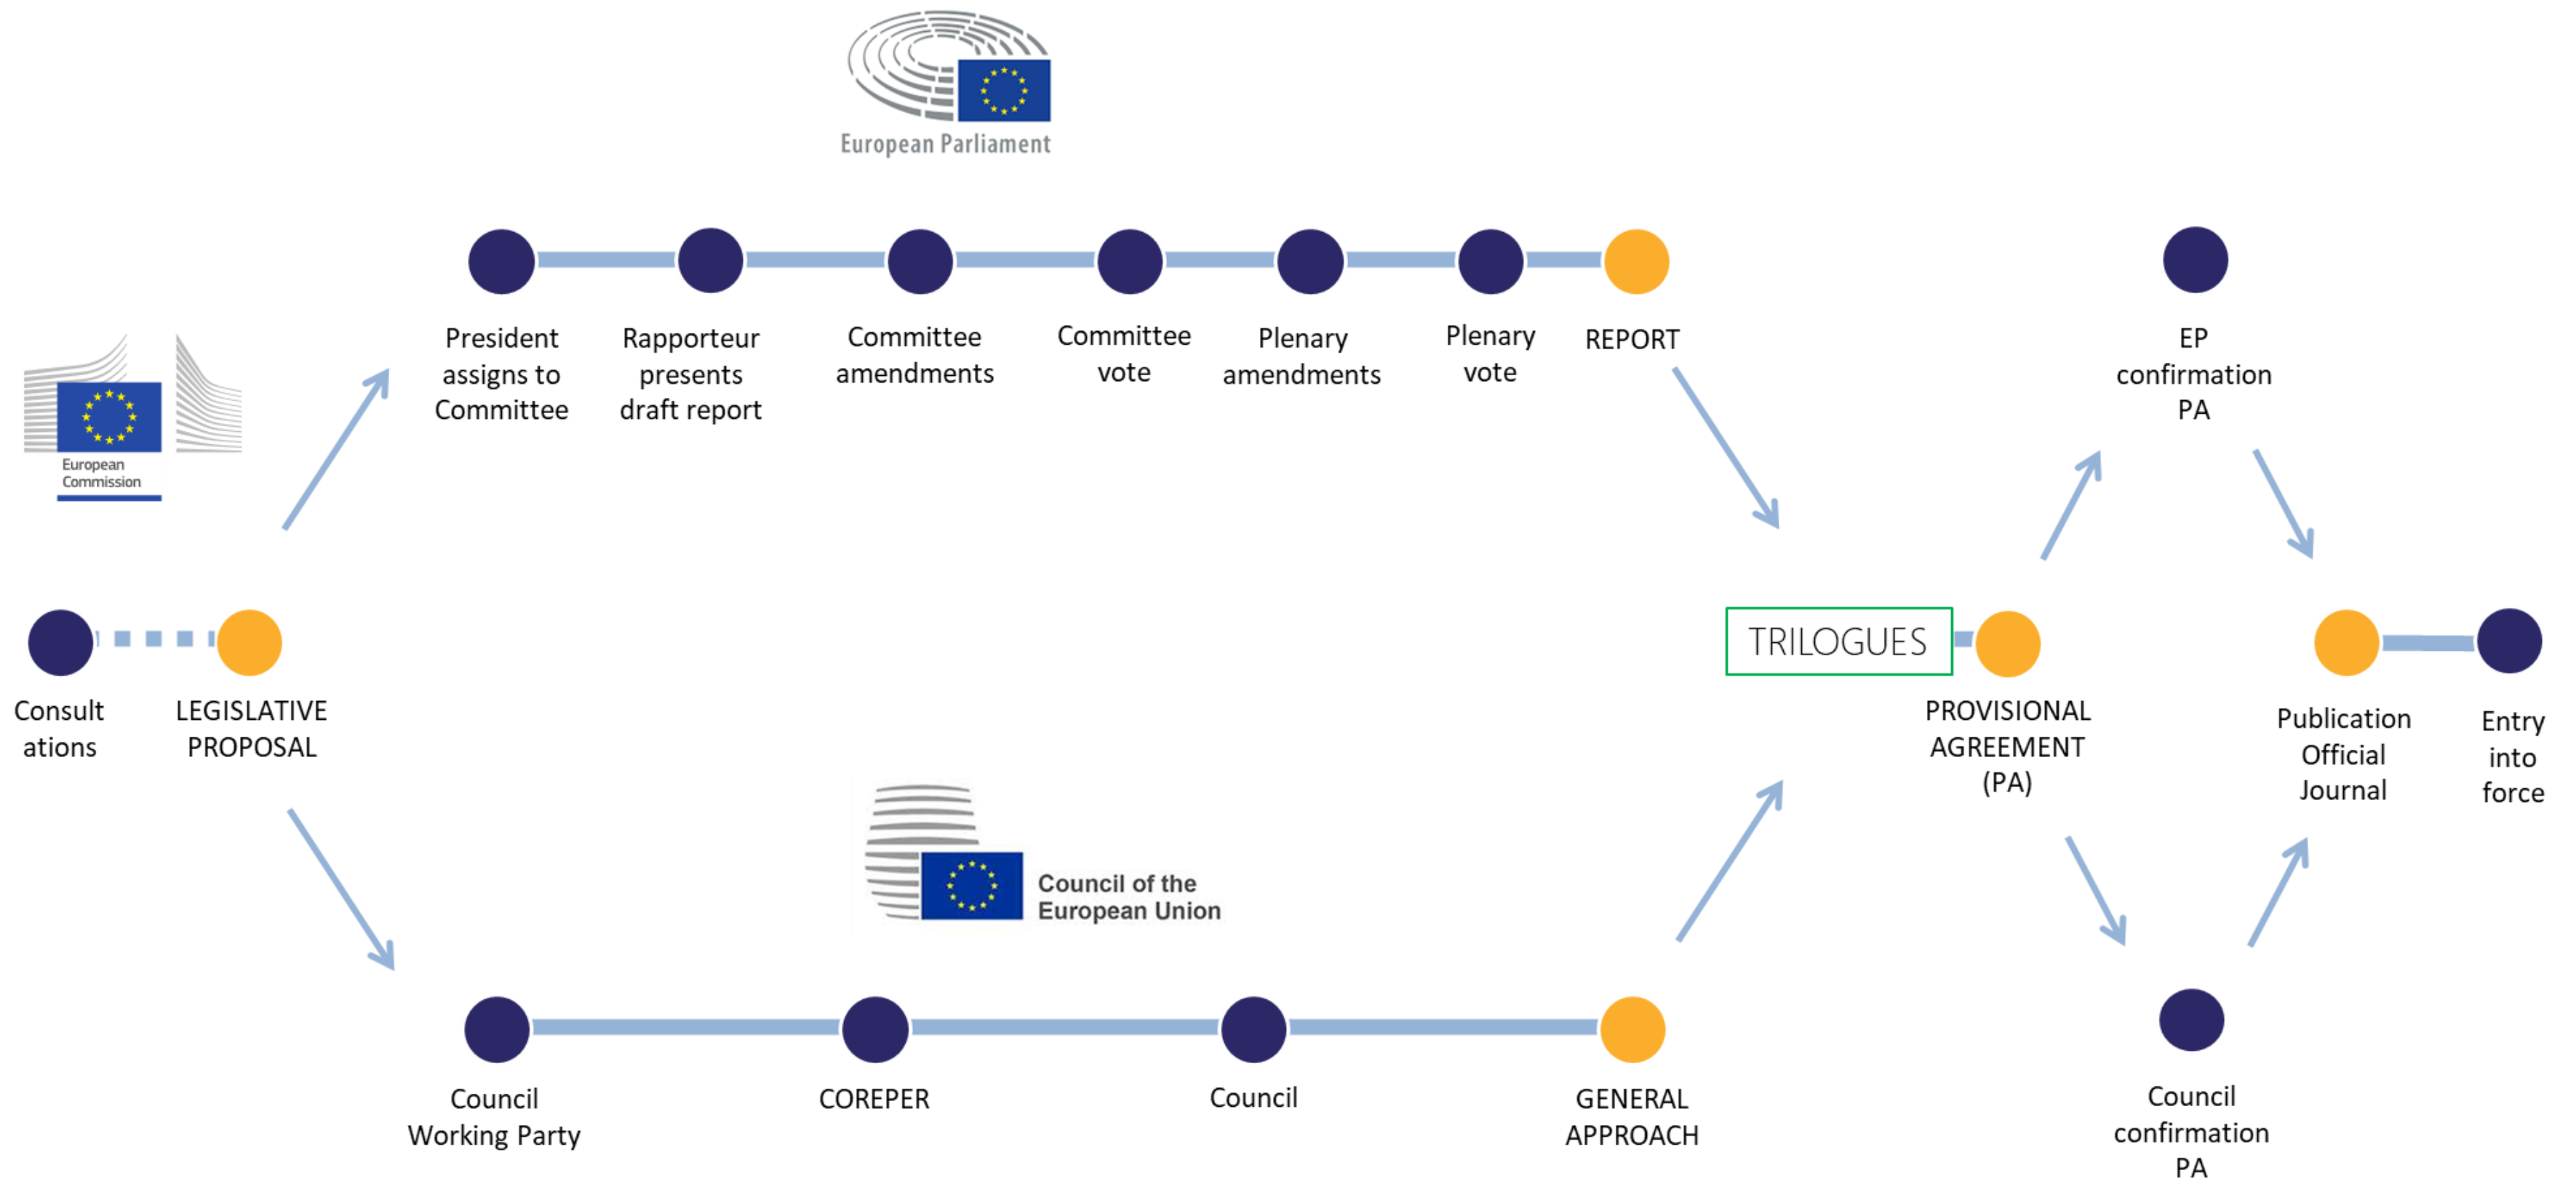 European Parliament
President
assigns to
Committee
Rapporteur
presents
draft report
Committee
amendments
Committee
vote
Plenary
amendments
Plenary
vote
REPORT
EP
confirmation
PA
European
Commission
Consult
ations
LEGISLATIVE
PROPOSAL
TRILOGUES
PROVISIONAL
AGREEMENT
(PA)
Publication
Official
Journal
Entry
into
force
Council of the
European Union
Council
Working Party
COREPER
Council
GENERAL
APPROACH
Council
confirmation
PA